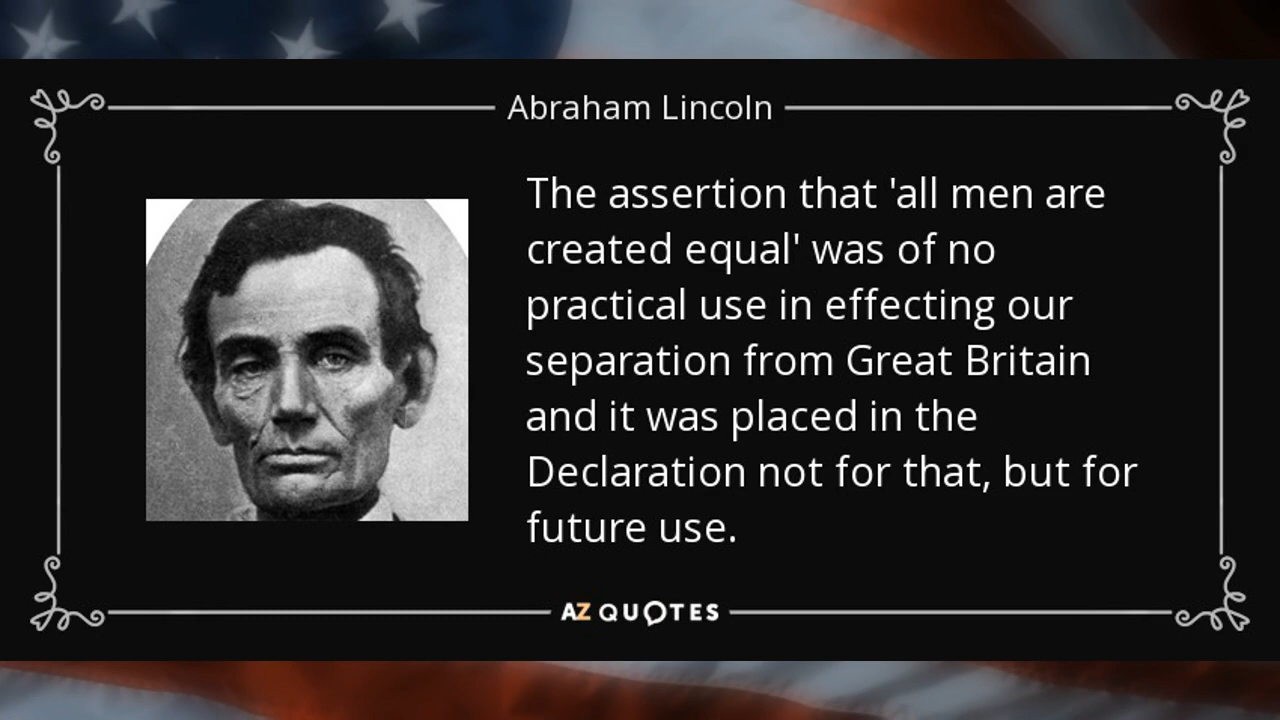 Abraham Lincoln
The assertion that 'all men are
created equal' was of no
practical use in effecting our
separation from Great Britain
and it was placed in the
Declaration not for that, but for
future use.
AZ QUOTES